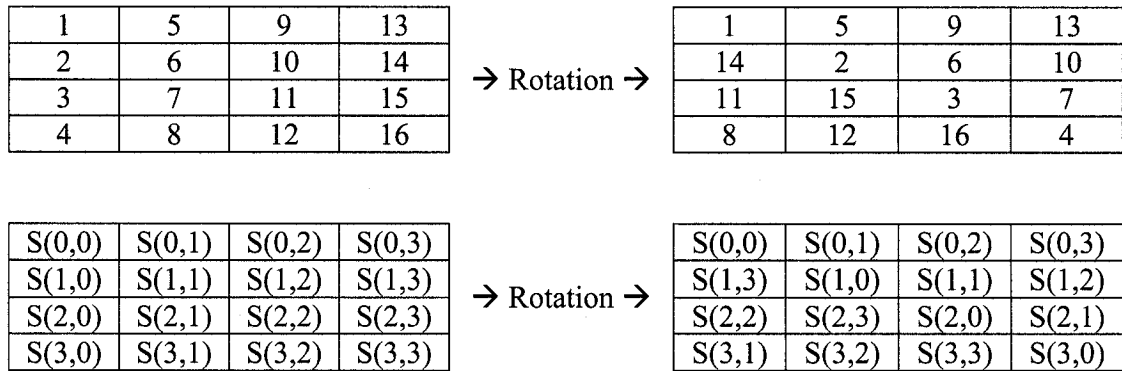 1 5 9 13 1 5 9 13
2 6 10 14 14 2 6 10
→ Rotation →
3 7 11 15 11 15 3 7
4 8 12 16 8 12 16 4
S(0,0) S(0,1) S(0,2) S(0,3) S(0,0) S(0,1) S(0,2) S(0,3)
S(1,0) S(1,1) S(1,2) S(1,3) S(1,3) S(1,0) S(1,1) S(1,2)
→ Rotation →
S(2,0) S(2,1) S(2,2) S(2,3) S(2,2) S(2,3) S(2,0) S(2,1)
S(3,0) S(3,1) S(3,2) S(3,3) S(3,1) S(3,2) S(3,3) S(3,0)